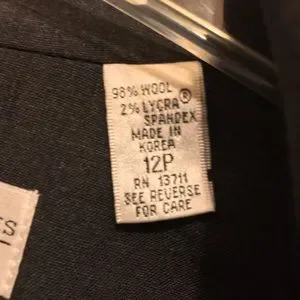 98% WOOL
2% LYCRA®
SPANDEX
MADE IN
KOREA
12P
RN 13711
SEE REVERSE
FOR CARE